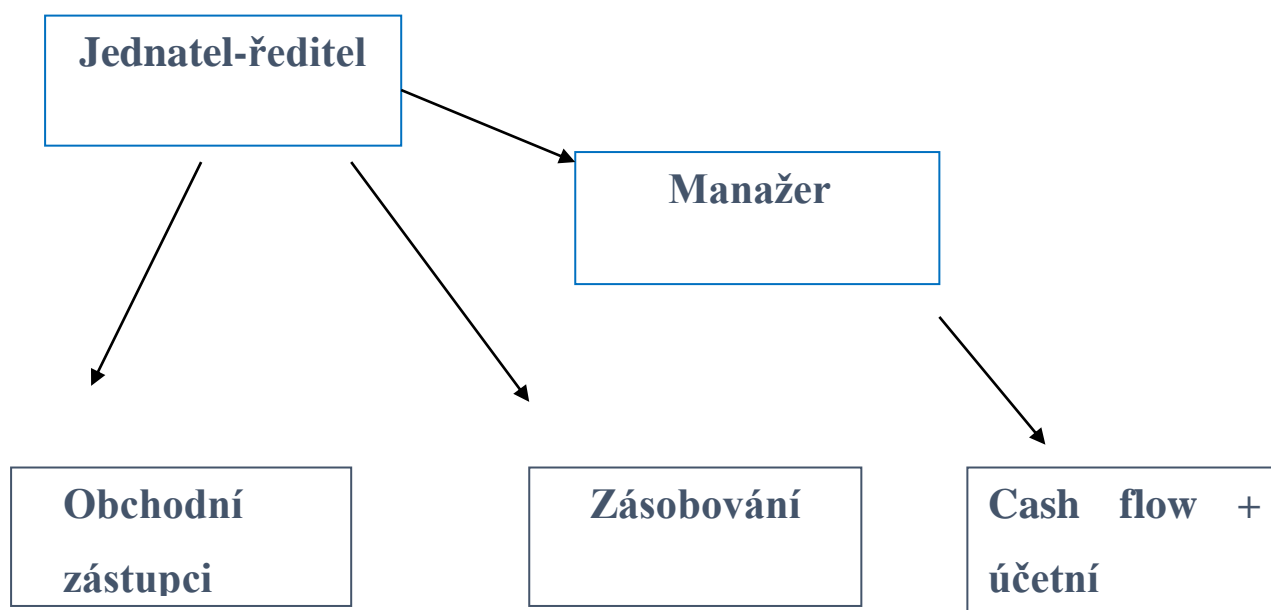 Jednatel-ředitel
Manažer
Obchodní
zástupci
Zásobování
Cash flow +
účetní